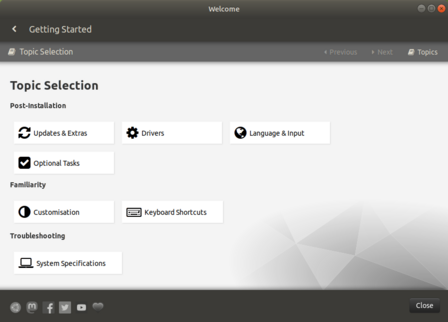 Welcome
Getting Started
Topic Selection Previous Next Topics
Topic Selection
Post-Installation
Updates & Extras Drivers Language & Input
Optional Tasks
Familiarity
Customisation Keyboard Shortcuts
Troubleshooting
System Specifications
Close